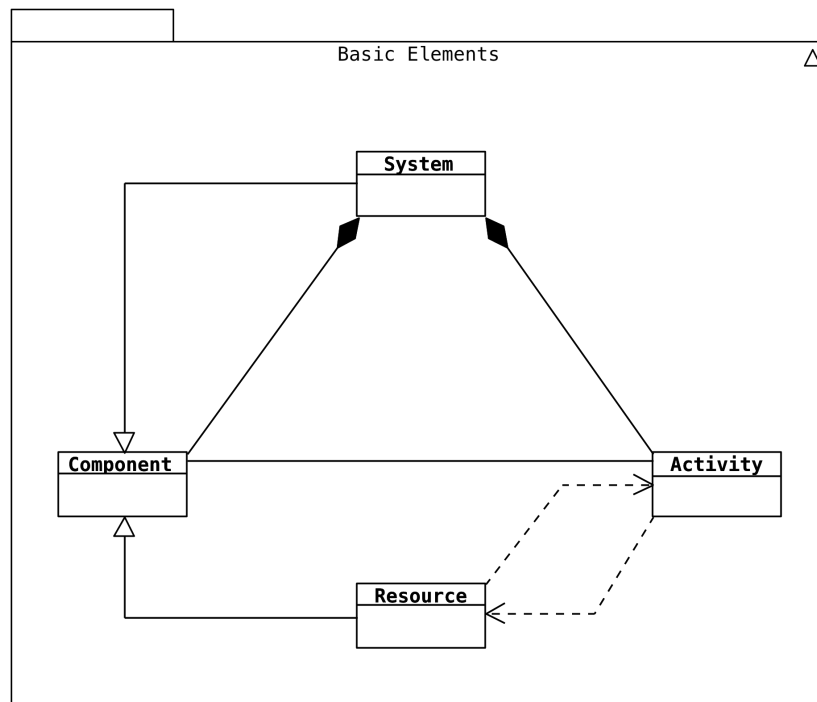 Basic Elements
System
Component
Activity
Resource